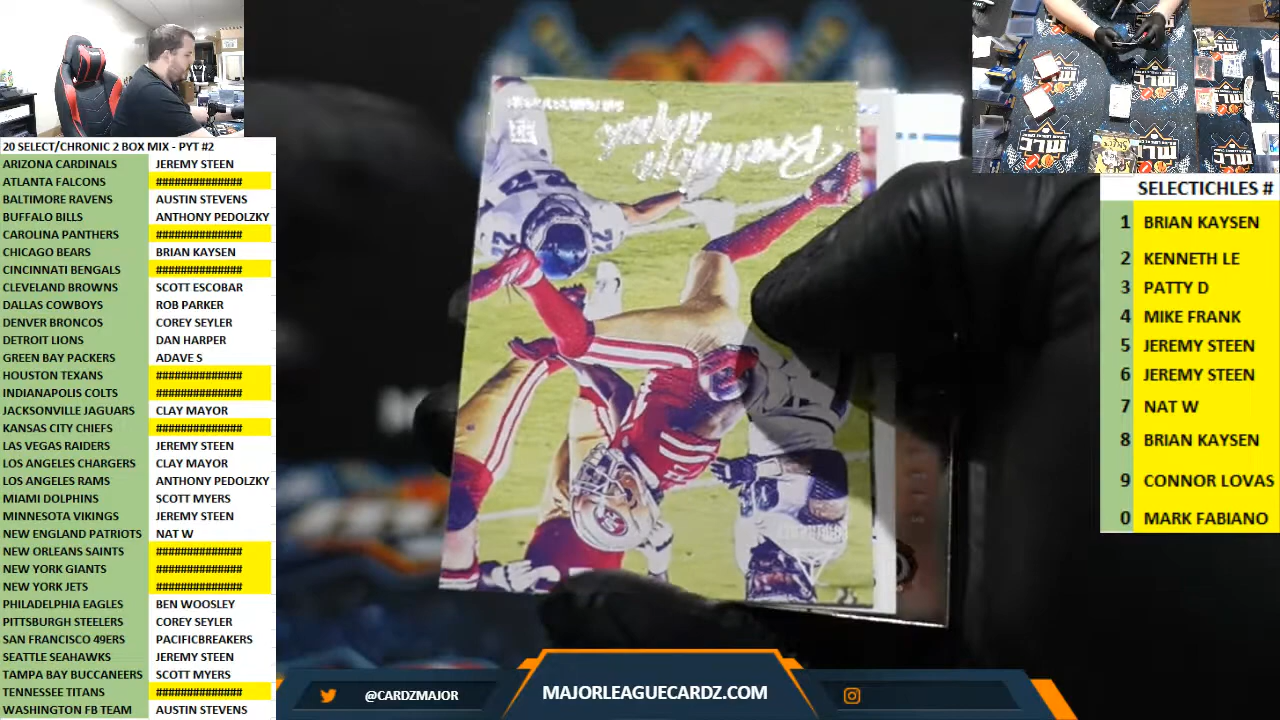 20 SELECT/CHRONIC 2 BOX MIX - PYT #2
ARIZONA CARDINALS JEREMY STEEN
ATLANTA FALCONS ##############
BALTIMORE RAVENS AUSTIN STEVENS
BUFFALO BILLS ANTHONY PEDOLZKY
CAROLINA PANTHERS ##############
CHICAGO BEARS BRIAN KAYSEN
CINCINNATI BENGALS ##############
CLEVELAND BROWNS SCOTT ESCOBAR
DALLAS COWBOYS ROB PARKER
DENVER BRONCOS COREY SEYLER
DETROIT LIONS DAN HARPER
GREEN BAY PACKERS ADAVE S
HOUSTON TEXANS ##############
INDIANAPOLIS COLTS ##############
JACKSONVILLE JAGUARS CLAY MAYOR
KANSAS CITY CHIEFS ##############
LAS VEGAS RAIDERS JEREMY STEEN
LOS ANGELES CHARGERS CLAY MAYOR
LOS ANGELES RAMS ANTHONY PEDOLZKY
MIAMI DOLPHINS SCOTT MYERS
MINNESOTA VIKINGS JEREMY STEEN
NEW ENGLAND PATRIOTS NAT W
NEW ORLEANS SAINTS ##############
NEW YORK GIANTS ##############
NEW YORK JETS ##############
PHILADELPHIA EAGLES BEN WOOSLEY
PITTSBURGH STEELERS COREY SEYLER
SAN FRANCISCO 49ERS PACIFICBREAKERS
SEATTLE SEAHAWKS JEREMY STEEN
TAMPA BAY BUCCANEERS SCOTT MYERS
TENNESSEE TITANS ##############
WASHINGTON FB TEAM AUSTIN STEVENS
SELECTICHLES #
1 BRIAN KAYSEN
2 KENNETH LE
3 PATTY D
4 MIKE FRANK
5 JEREMY STEEN
6 JEREMY STEEN
7 NAT W
8 BRIAN KAYSEN
9 CONNOR LOVAS
0 MARK FABIANO
@CARDZMAJOR
MAJORLEAGUECARDZ.COM